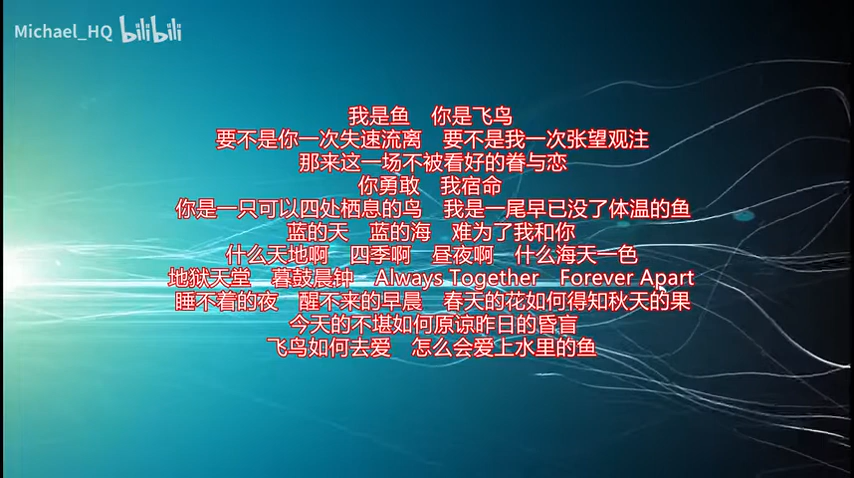 Michael_HQ bilibili
我是鱼 你是飞鸟
要不是你一次失速流离 要不是我一次张望观注
那来这一场不被看好的眷与恋
你勇敢 我宿命
你是一只可以四处栖息的鸟 我是一尾早已没了体温的鱼
蓝的天 蓝的海 难为了我和你
什么天地啊 四季啊 昼夜啊 什么海天一色
地狱天堂 暮鼓晨钟 Always Together Forever Apart
睡不着的夜 醒不来的早晨 春天的花如何得知秋天的果
今天的不堪如何原谅昨日的昏盲
飞鸟如何去爱 怎么会爱上水里的鱼